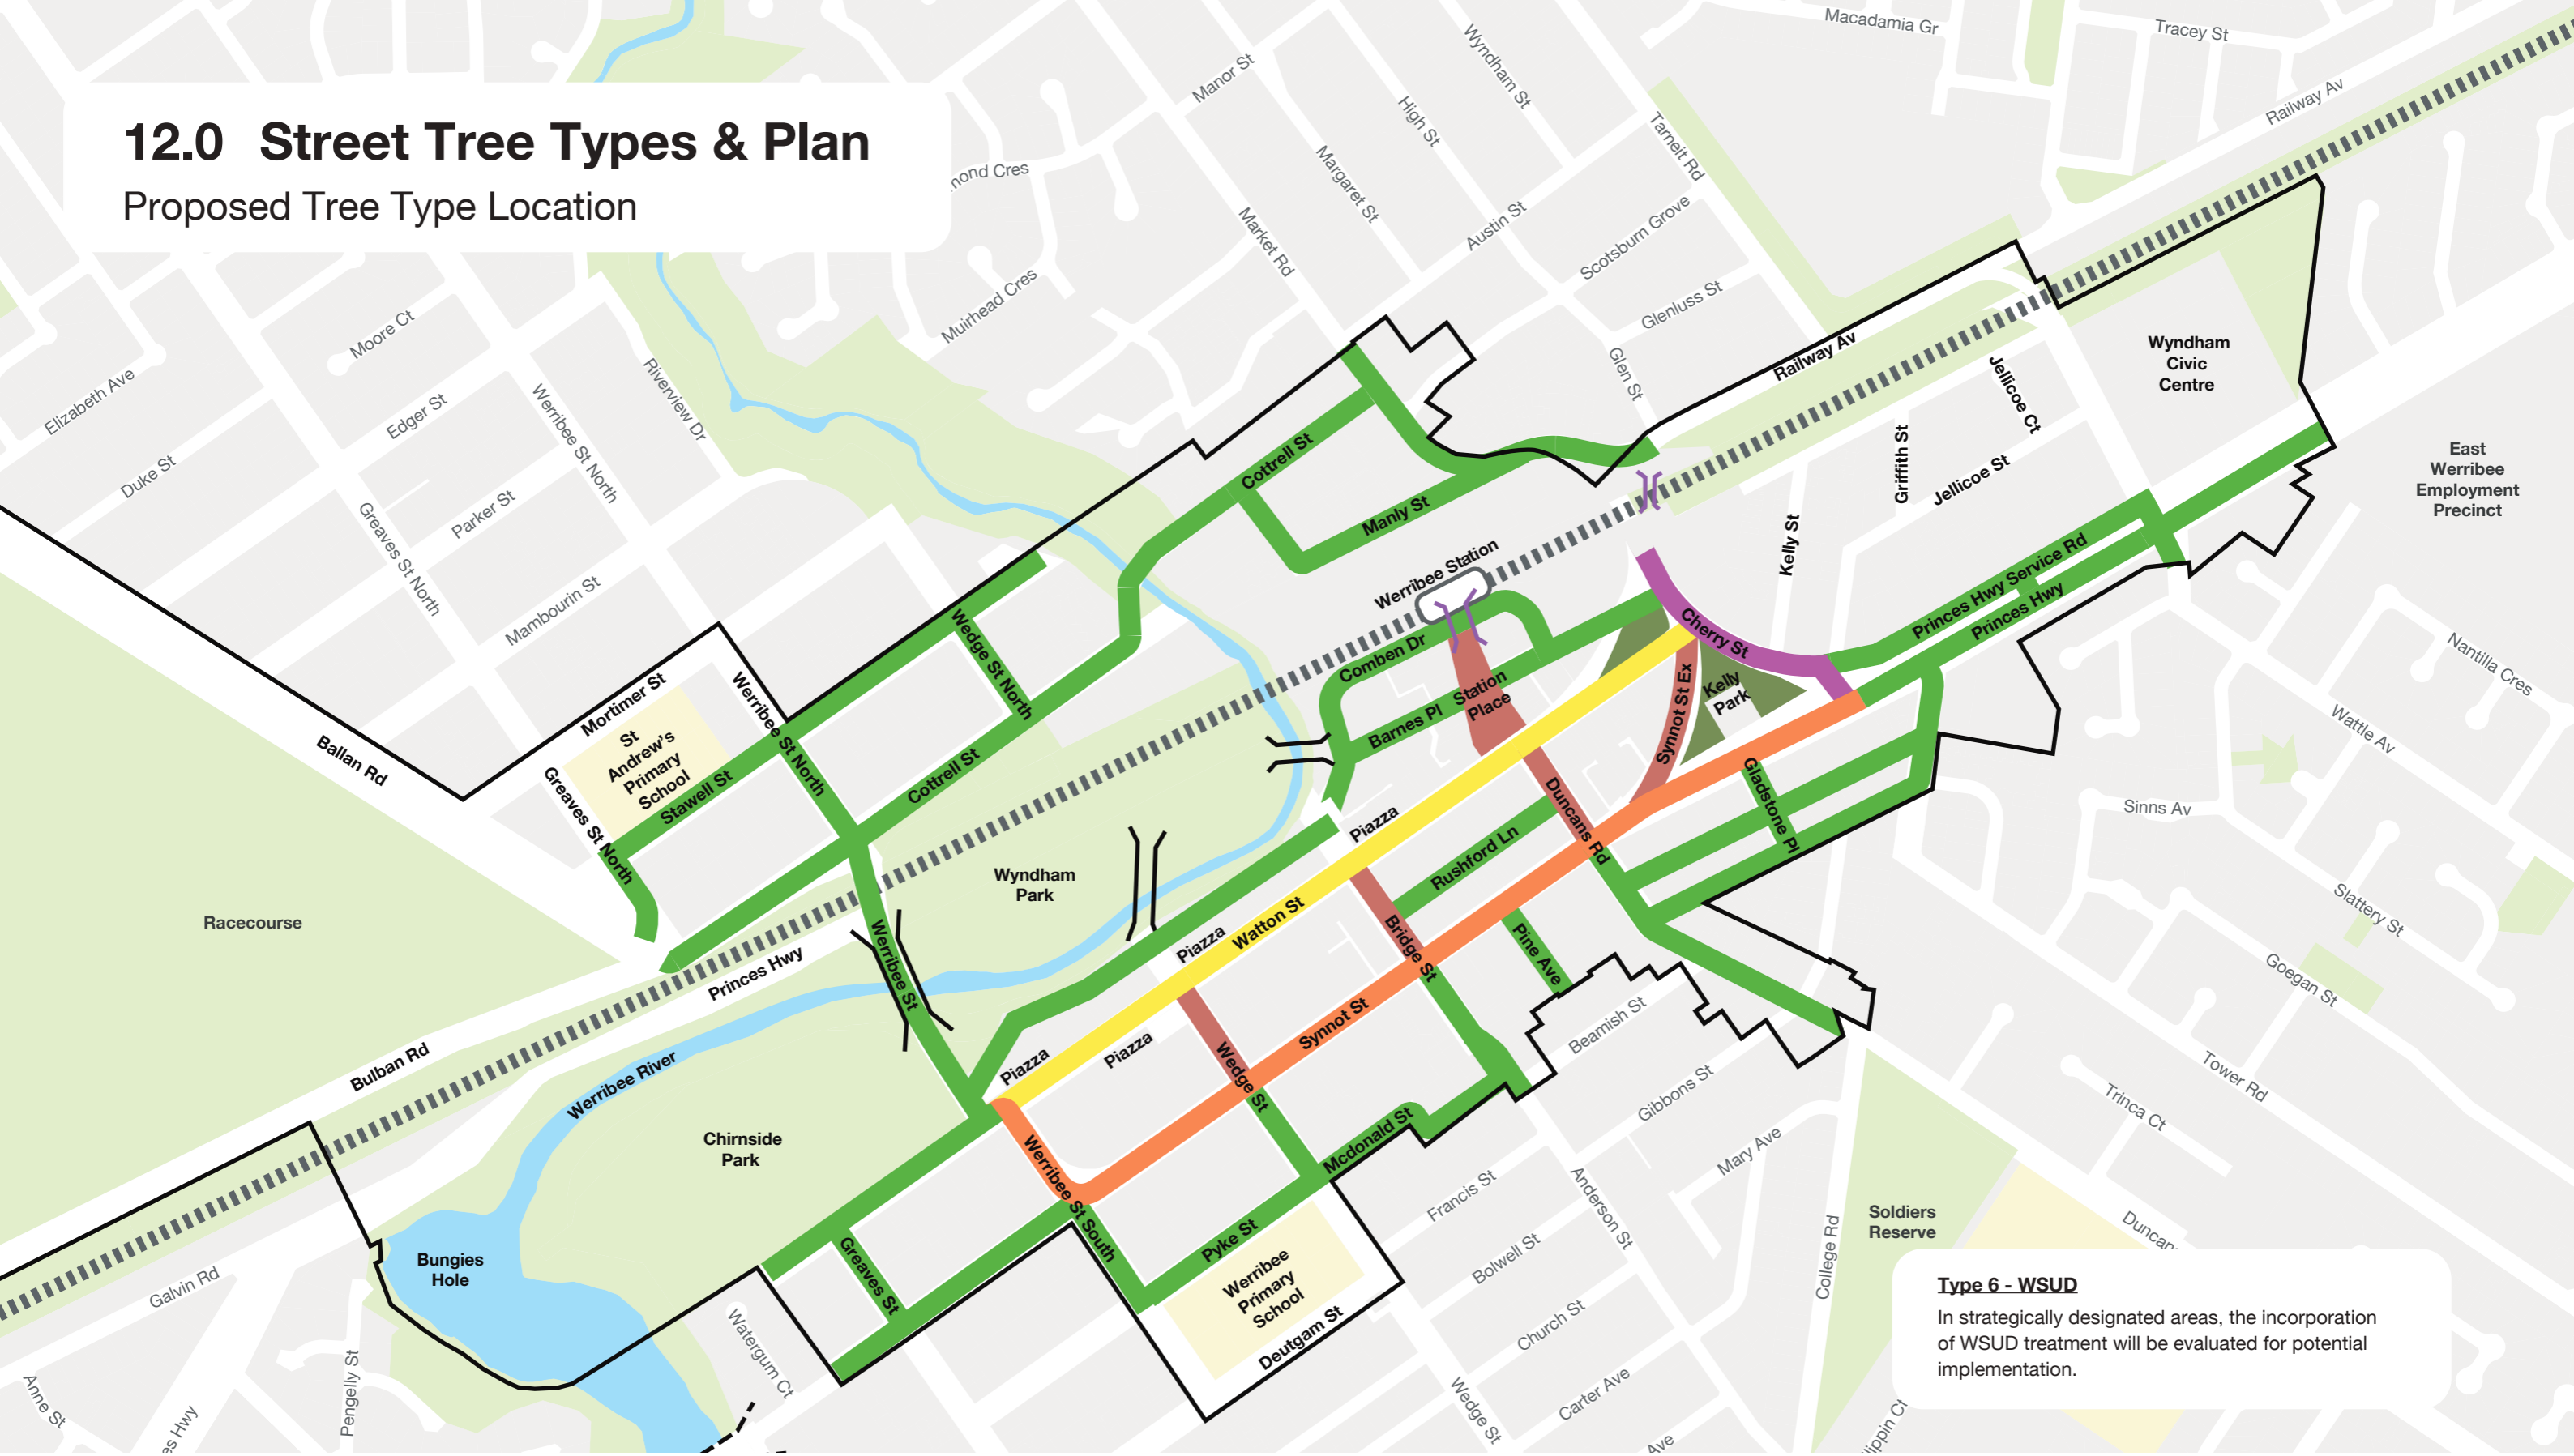 12.0 Street Tree Types & Plan
Proposed Tree Type Location
Macadamia Gr
Tracey St
Railway Av
Manor St
Wyndham St
High St
Tarneit Rd
Margaret St
Cres
Market Rd
Austin St
Scotsburn Grove
Muirhead Cres
Glenluss St
Glen St
Railway Av
Wyndham
Civic
Centre
Jellicoe Ct
Griffith St
Jellicoe St
Kelly St
East
Werribee
Employment
Precinct
Moore Ct
Elizabeth Ave
Edger St
Riverview Dr
Werribee St North
Duke St
Parker St
Greaves St North
Mambourin St
Cottrell St
Manly St
Werribee Station
Princes Hwy Service Rd
Princes Hwy
Cherry St
Comben Dr
Station
Place
Barnes Pl
Synnot St Ex
Kelly
Park
Nantilla Cres
Wattle Av
Wedge St North
Mortimer St
Werribee St North
St
Andrew's
Primary
School
Stawell St
Greaves St North
Ballan Rd
Cottrell St
Piazza
Duncans Rd
Gladstone Pl
Sinns Av
Rushford Ln
Wyndham
Park
Racecourse
Watton St
Piazza
Bridge St
Pine Ave
Slattery St
Goegan St
Werribee St
Princes Hwy
Bulban Rd
Werribee River
Piazza
Piazza
Wedge St
Synnot St
Beamish St
Gibbons St
Tower Rd
Trinca Ct
Mary Ave
Chirnside
Park
Werribee St South
Mcdonald St
Francis St
Anderson St
Soldiers
Reserve
College Rd
Duncan
Bungies
Hole
Greaves St
Pyke St
Werribee
Primary
School
Deutgam St
Bolwell St
Church St
Carter Ave
Wedge St
Ave
Galvin Rd
Watergum Ct
Pengelly St
Anne St
Hwy
Type 6 - WSUD
In strategically designated areas, the incorporation
of WSUD treatment will be evaluated for potential
implementation.